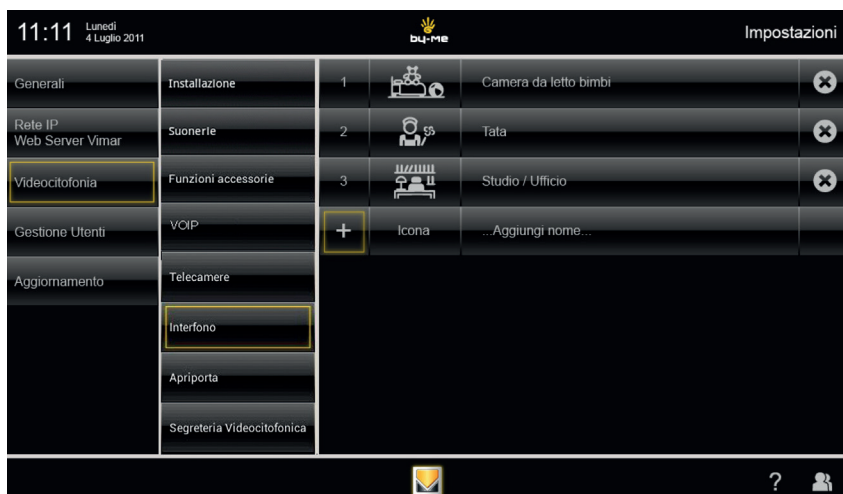 11:11
Lunedì
4 Luglio 2011
by-me
Impostazioni
Generali
Rete IP
Web Server Vimar
Videocitofonia
Gestione Utenti
Aggiornamento
Installazione
Suonerie
Funzioni accessorie
VOIP
Telecamere
Interfono
Apriporta
Segreteria Videocitofonica
1 Camera da letto bimbi
2 Tata
3 Studio / Ufficio
+ Icona ...Aggiungi nome...
?